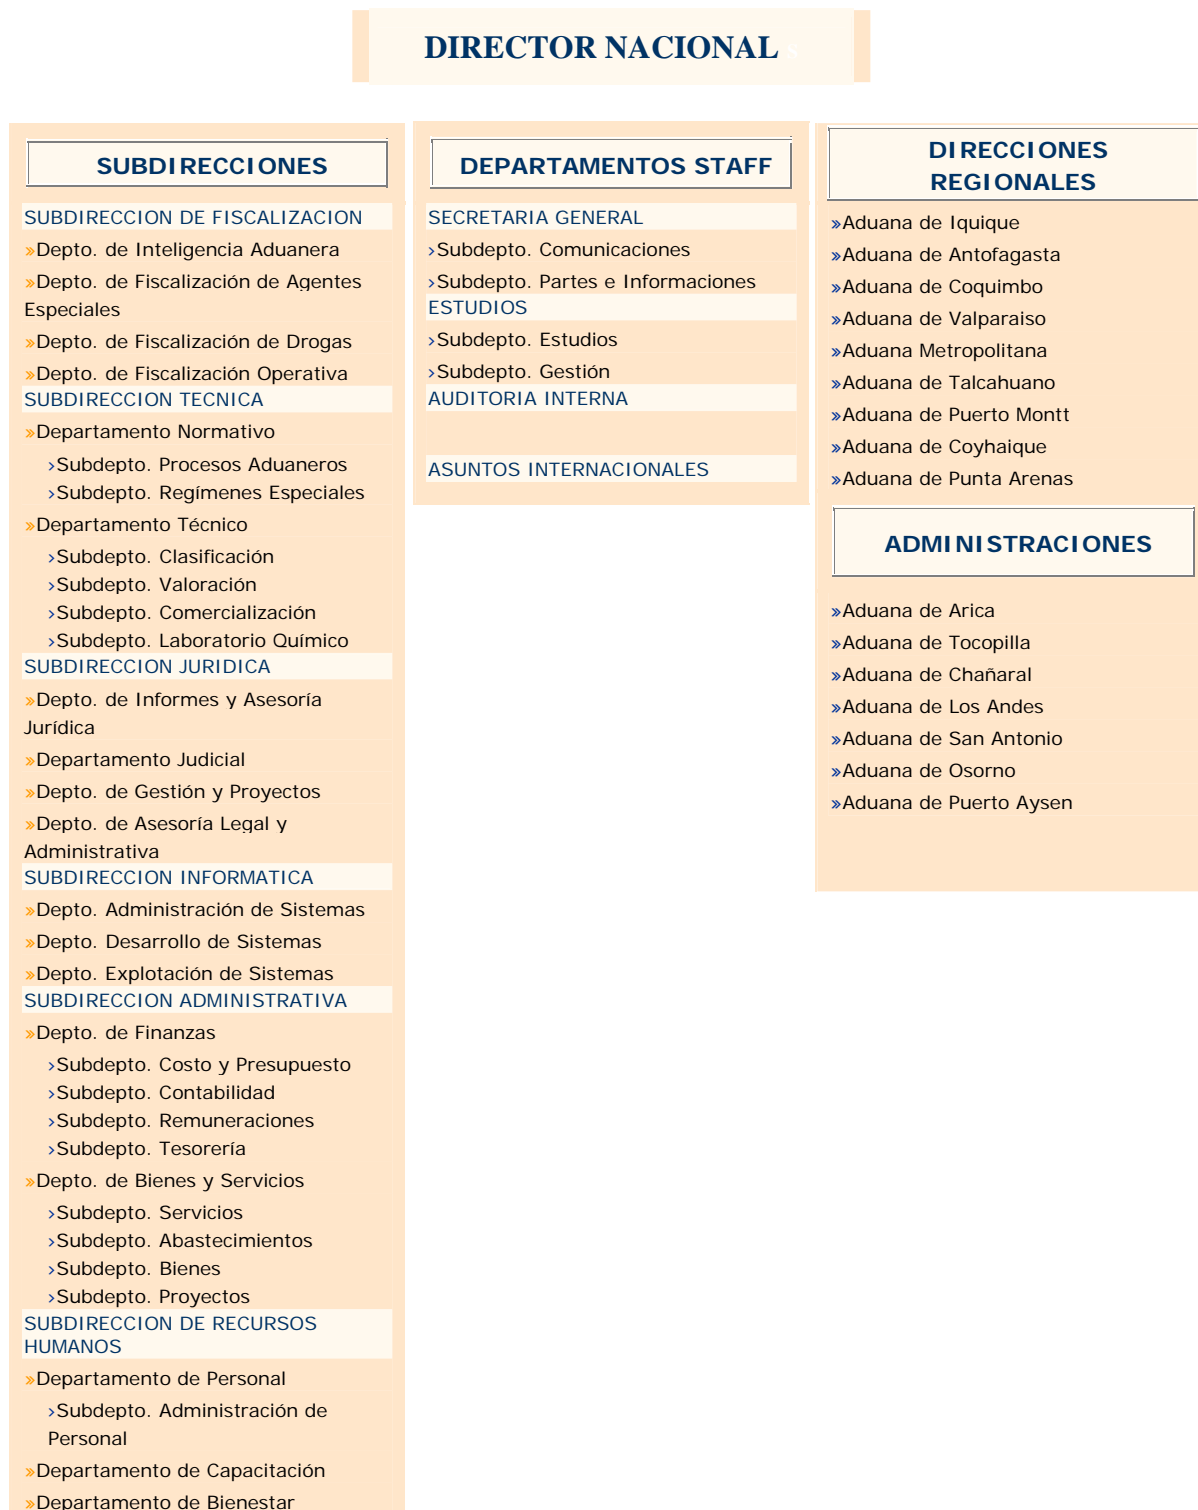 DIRECTOR NACIONAL
SUBDIRECCIONES
SUBDIRECCION DE FISCALIZACION
»Depto. de Inteligencia Aduanera
»Depto. de Fiscalización de Agentes
Especiales
»Depto. de Fiscalización de Drogas
»Depto. de Fiscalización Operativa
SUBDIRECCION TECNICA
»Departamento Normativo
›Subdepto. Procesos Aduaneros
›Subdepto. Regímenes Especiales
»Departamento Técnico
›Subdepto. Clasificación
›Subdepto. Valoración
›Subdepto. Comercialización
›Subdepto. Laboratorio Químico
SUBDIRECCION JURIDICA
»Depto. de Informes y Asesoría
Jurídica
»Departamento Judicial
»Depto. de Gestión y Proyectos
»Depto. de Asesoría Legal y
Administrativa
SUBDIRECCION INFORMATICA
»Depto. Administración de Sistemas
»Depto. Desarrollo de Sistemas
»Depto. Explotación de Sistemas
SUBDIRECCION ADMINISTRATIVA
»Depto. de Finanzas
›Subdepto. Costo y Presupuesto
›Subdepto. Contabilidad
›Subdepto. Remuneraciones
›Subdepto. Tesorería
»Depto. de Bienes y Servicios
›Subdepto. Servicios
›Subdepto. Abastecimientos
›Subdepto. Bienes
›Subdepto. Proyectos
SUBDIRECCION DE RECURSOS
HUMANOS
»Departamento de Personal
›Subdepto. Administración de
Personal
»Departamento de Capacitación
»Departamento de Bienestar
DEPARTAMENTOS STAFF
SECRETARIA GENERAL
›Subdepto. Comunicaciones
›Subdepto. Partes e Informaciones
ESTUDIOS
›Subdepto. Estudios
›Subdepto. Gestión
AUDITORIA INTERNA
ASUNTOS INTERNACIONALES
DIRECCIONES
REGIONALES
»Aduana de Iquique
»Aduana de Antofagasta
»Aduana de Coquimbo
»Aduana de Valparaiso
»Aduana Metropolitana
»Aduana de Talcahuano
»Aduana de Puerto Montt
»Aduana de Coyhaique
»Aduana de Punta Arenas
ADMINISTRACIONES
»Aduana de Arica
»Aduana de Tocopilla
»Aduana de Chañaral
»Aduana de Los Andes
»Aduana de San Antonio
»Aduana de Osorno
»Aduana de Puerto Aysen